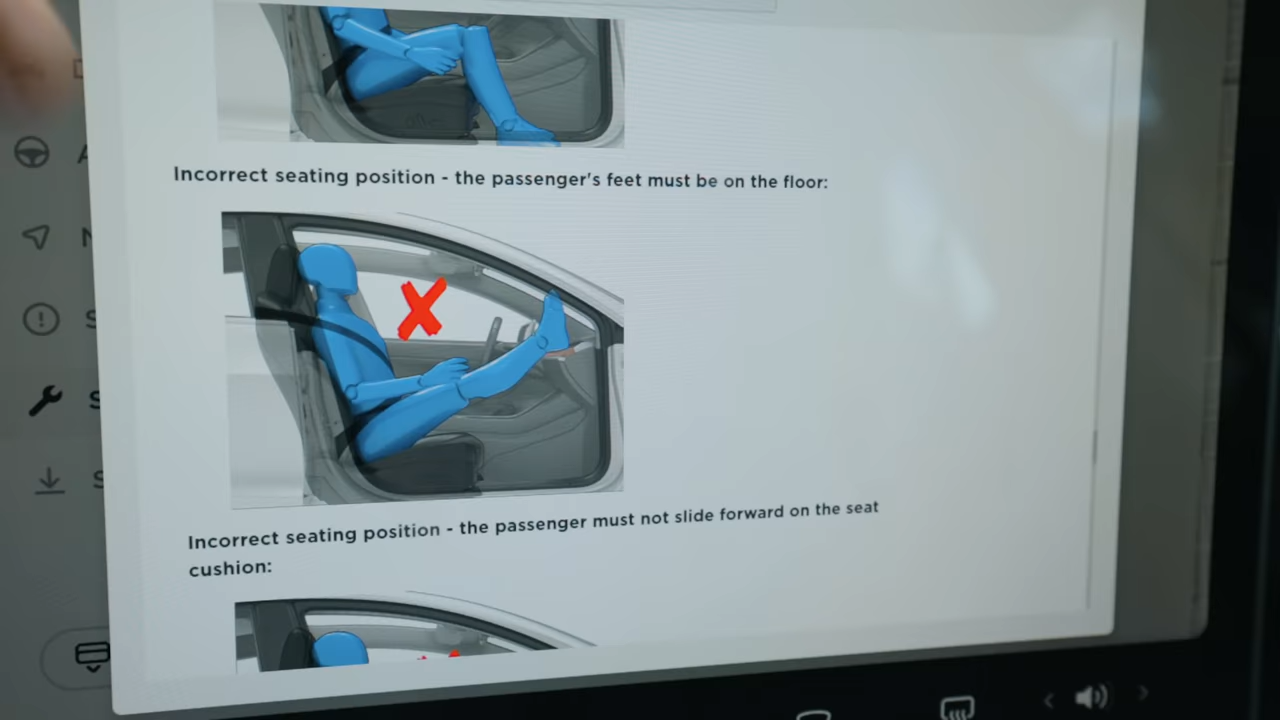 Incorrect seating position - the passenger's feet must be on the floor:
Incorrect seating position - the passenger must not slide forward on the seat
cushion: